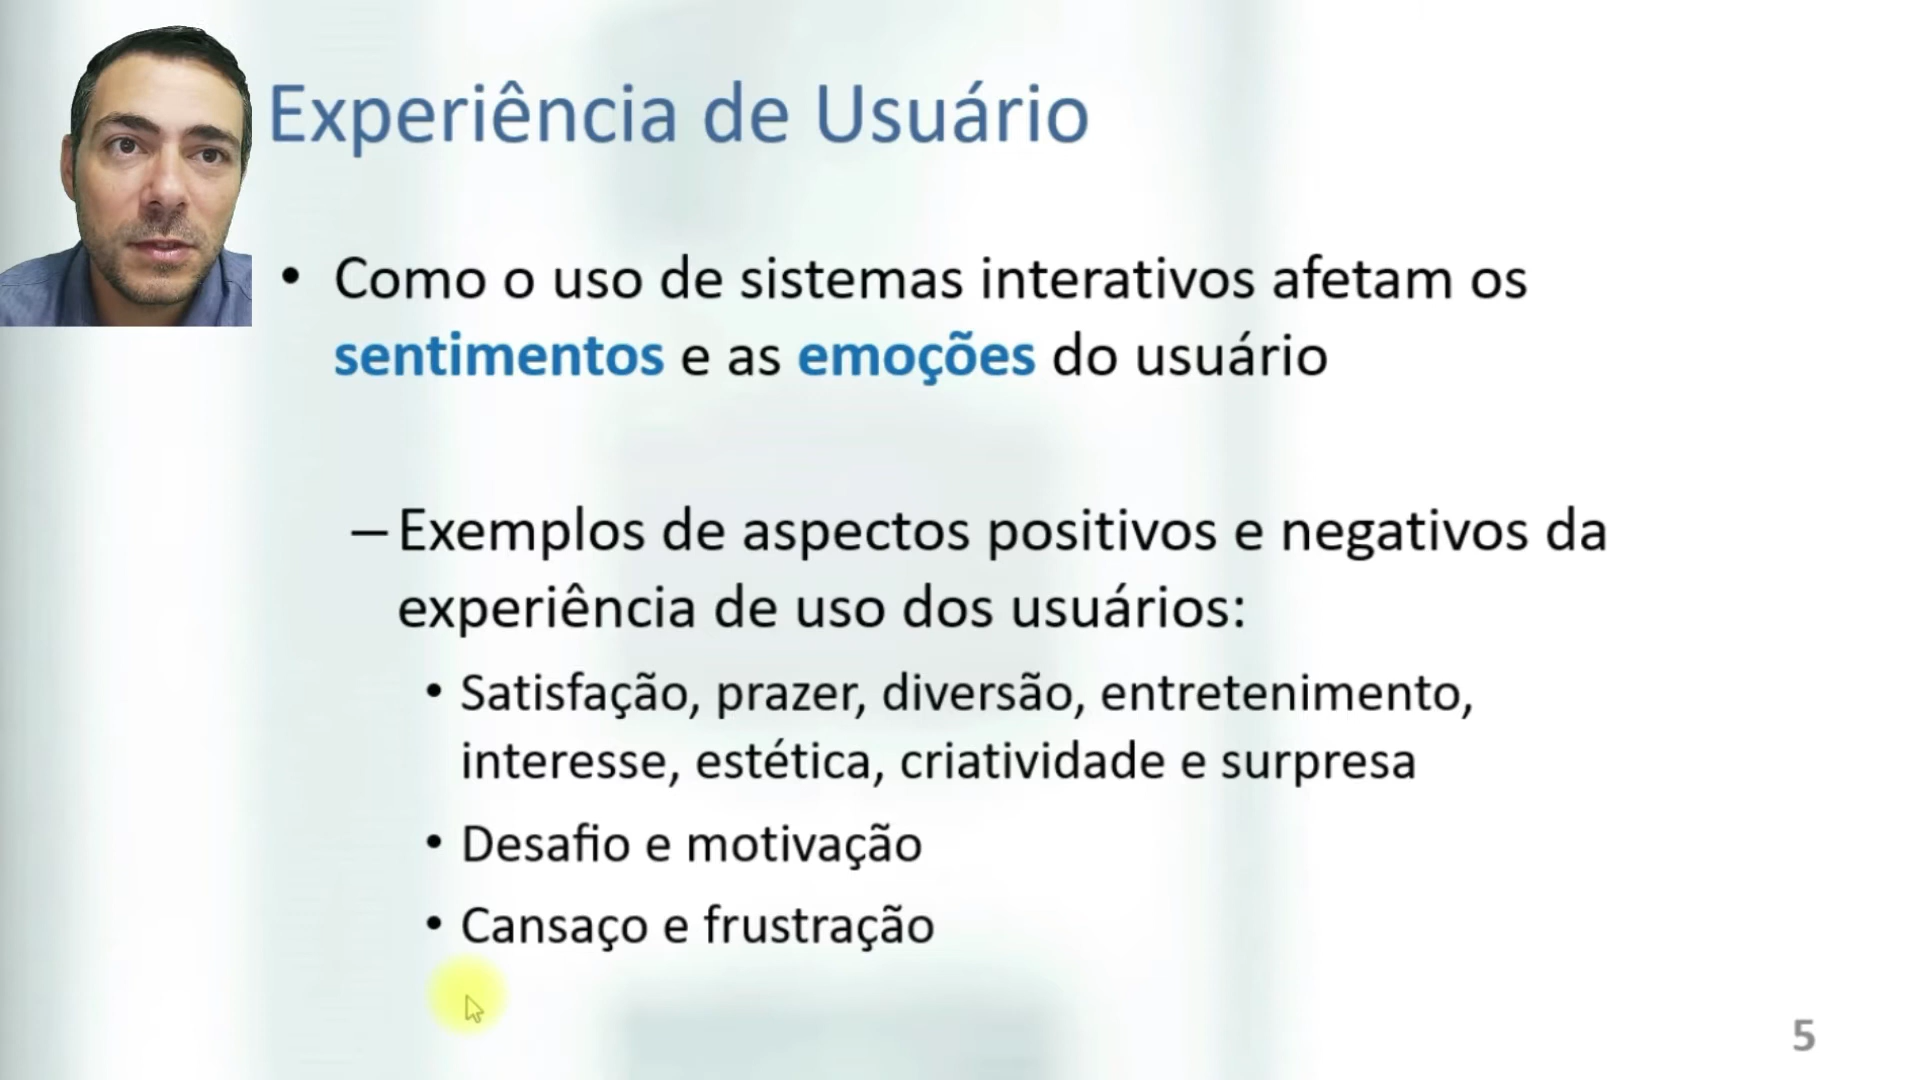 Experiência de Usuário
• Como o uso de sistemas interativos afetam os
sentimentos e as emoções do usuário
– Exemplos de aspectos positivos e negativos da
experiência de uso dos usuários:
• Satisfação, prazer, diversão, entretenimento,
interesse, estética, criatividade e surpresa
• Desafio e motivação
• Cansaço e frustração
5